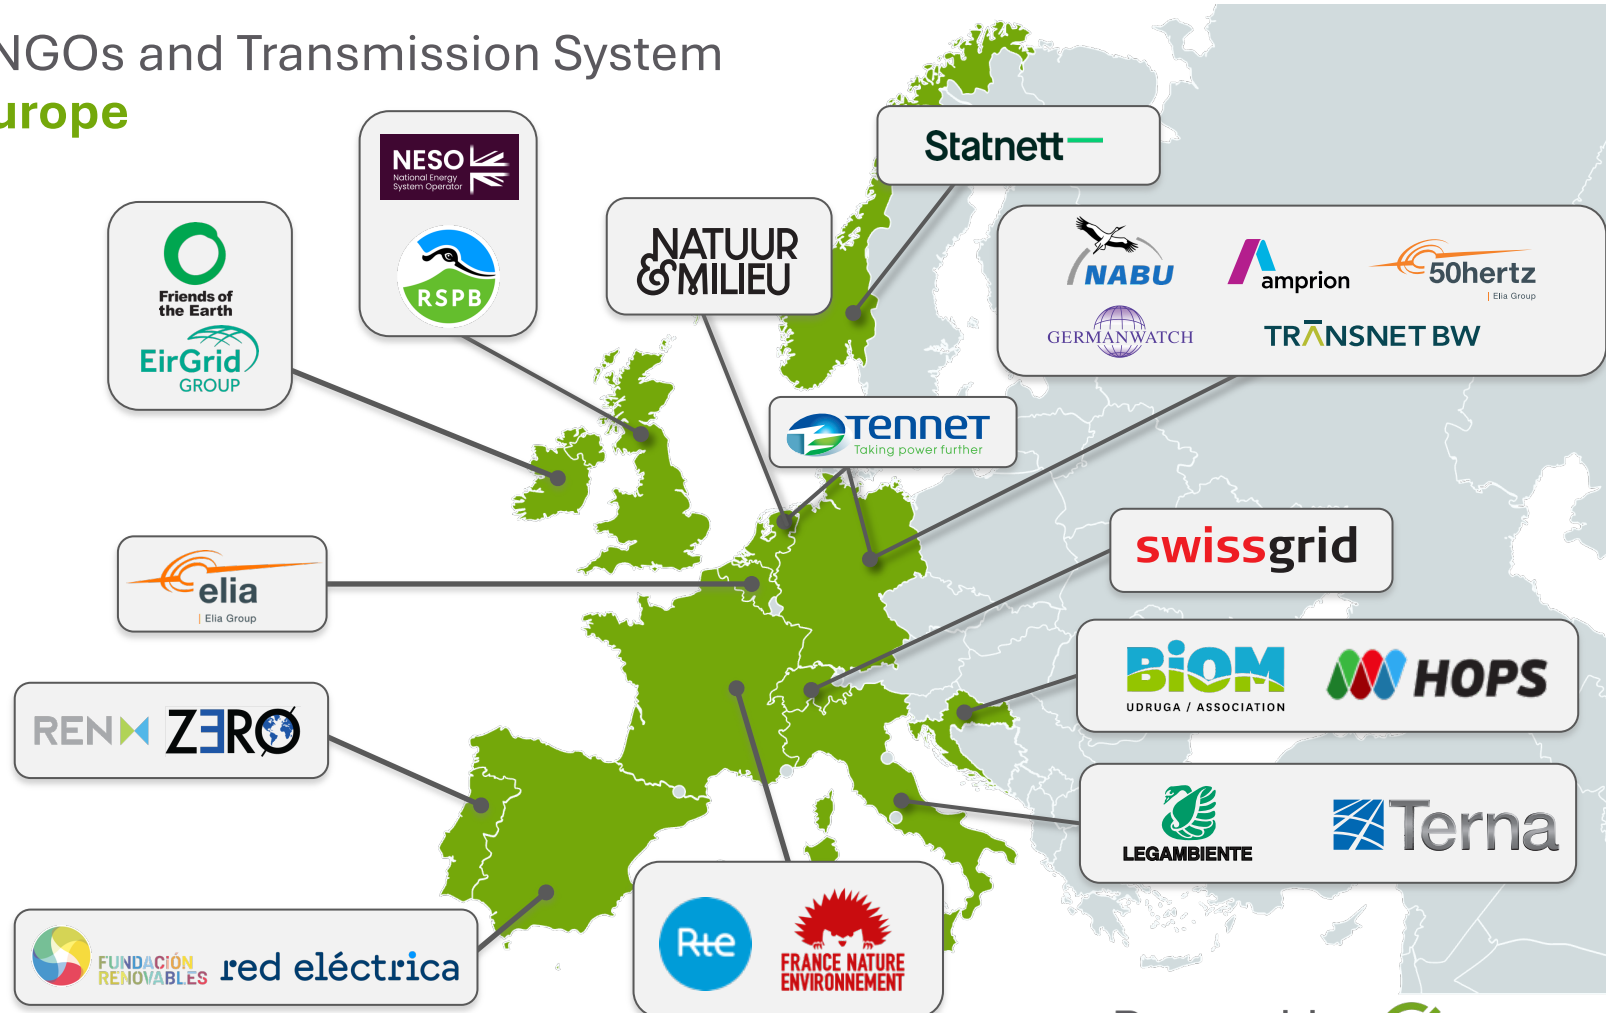 NGOs and Transmission System
urope
NESO
National Energy
System Operator
RSPB
Statnett
Friends of
the Earth
EirGrid
GROUP
NATUUR
&MILIEU
NABU
amprion
50hertz
| Elia Group
GERMANWATCH
TRANSNET BW
TENNET
Taking power further
elia
| Elia Group
swissgrid
BiOM
UDRUGA / ASSOCIATION
HOPS
REN
ZERO
LEGAMBIENTE
Terna
FUNDACIÓN
RENOVABLES
red eléctrica
Rte
FRANCE NATURE
ENVIRONNEMENT